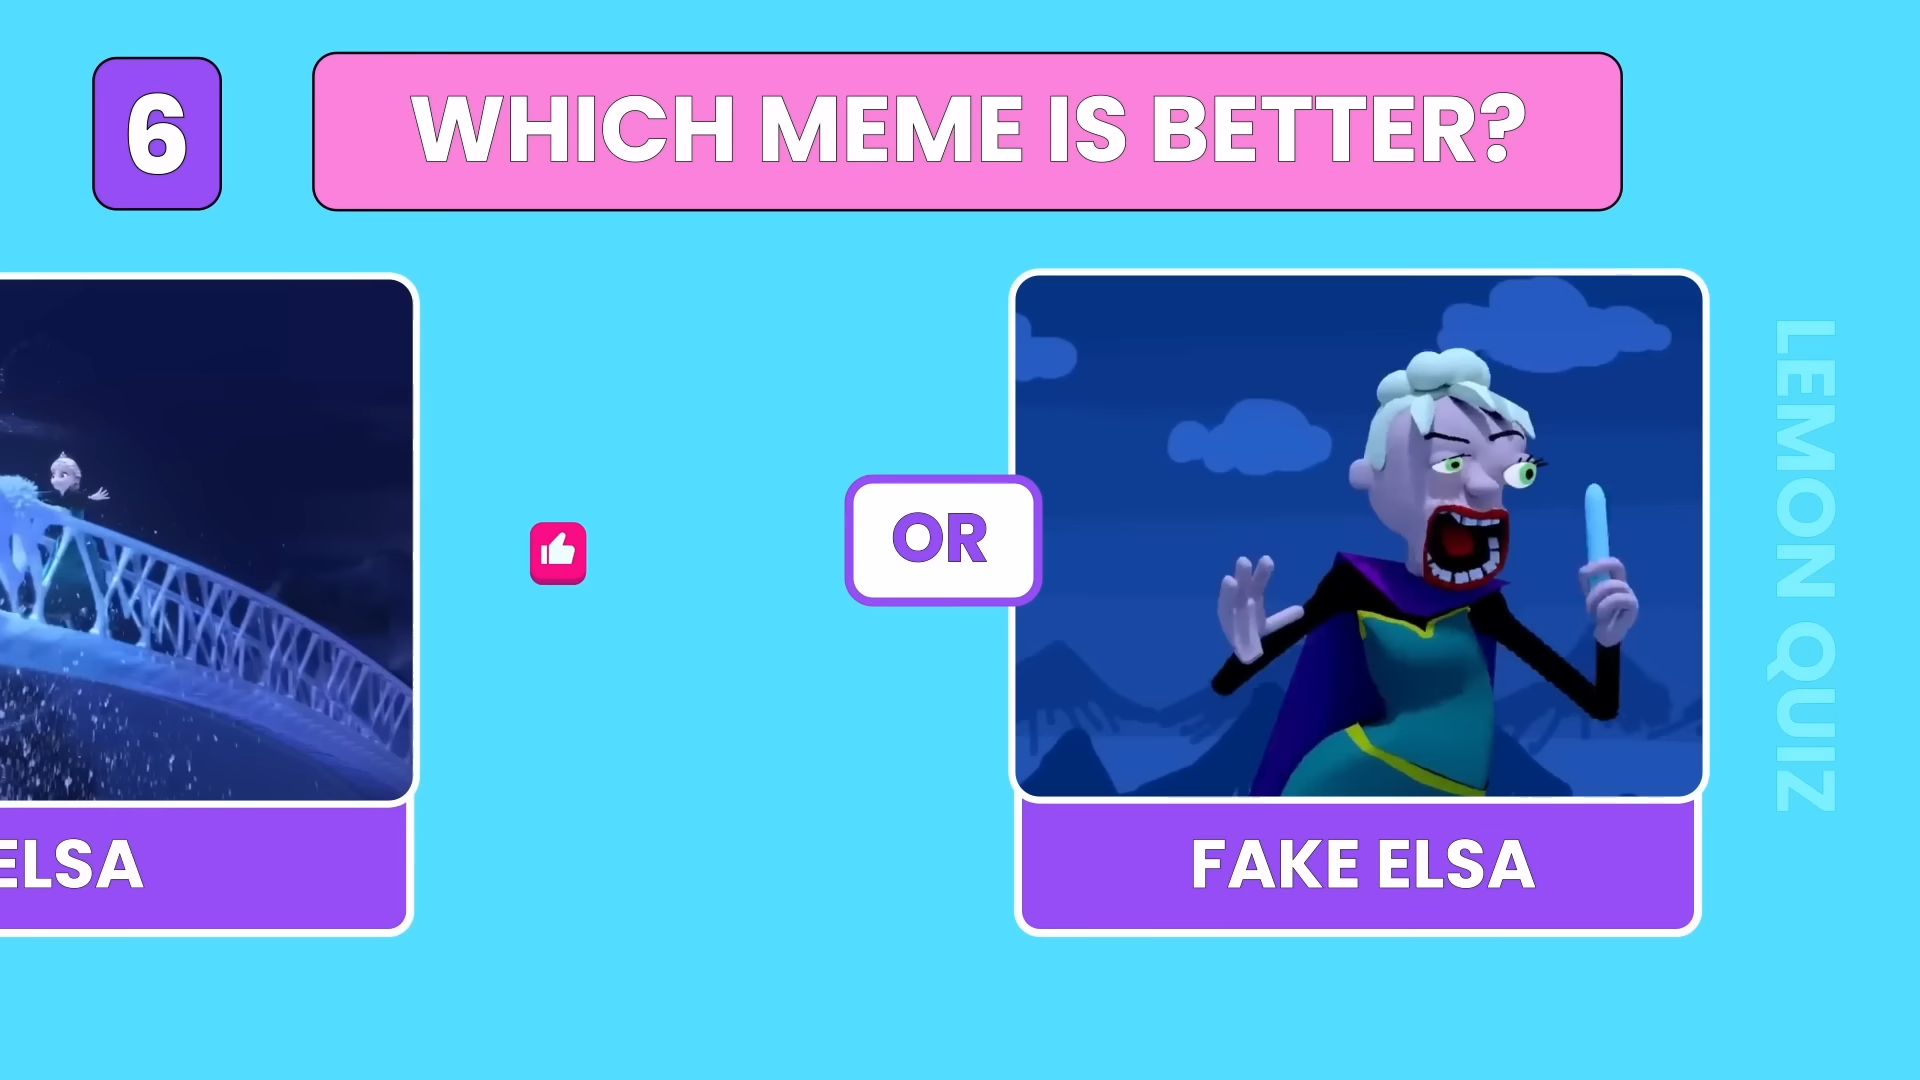 6
WHICH MEME IS BETTER?
OR
ELSA
FAKE ELSA
LEMON QUIZ